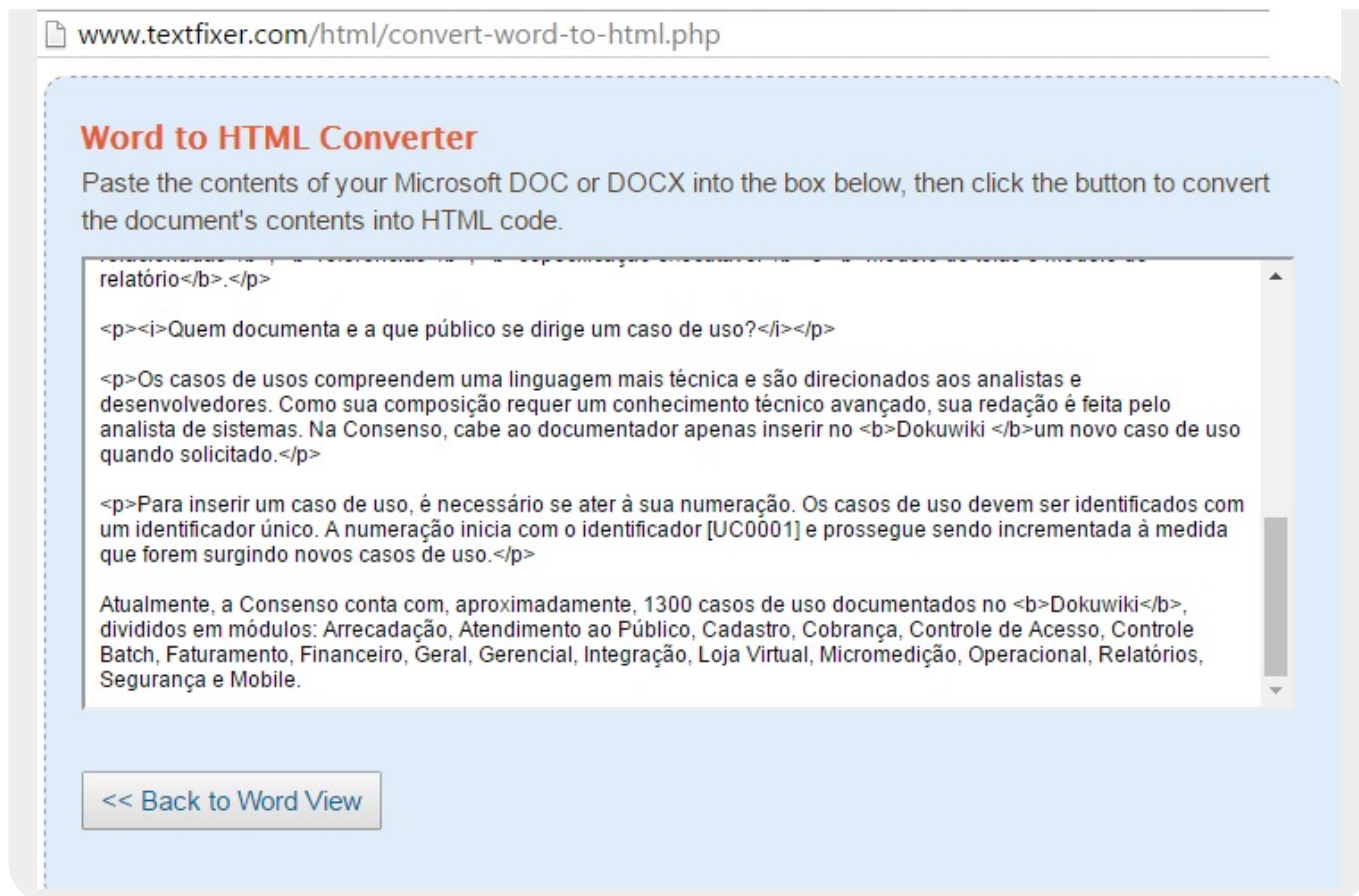 www.textfixer.com/html/convert-word-to-html.php
Word to HTML Converter
Paste the contents of your Microsoft DOC or DOCX into the box below, then click the button to convert
the document's contents into HTML code.
relatório</b>.</p>
<p><i>Quem documenta e a que público se dirige um caso de uso?</i></p>
<p>Os casos de usos compreendem uma linguagem mais técnica e são direcionados aos analistas e
desenvolvedores. Como sua composição requer um conhecimento técnico avançado, sua redação é feita pelo
analista de sistemas. Na Consenso, cabe ao documentador apenas inserir no <b>Dokuwiki </b>um novo caso de uso
quando solicitado.</p>
<p>Para inserir um caso de uso, é necessário se ater à sua numeração. Os casos de uso devem ser identificados com
um identificador único. A numeração inicia com o identificador [UC0001] e prossegue sendo incrementada à medida
que forem surgindo novos casos de uso.</p>
Atualmente, a Consenso conta com, aproximadamente, 1300 casos de uso documentados no <b>Dokuwiki</b>,
divididos em módulos: Arrecadação, Atendimento ao Público, Cadastro, Cobrança, Controle de Acesso, Controle
Batch, Faturamento, Financeiro, Geral, Gerencial, Integração, Loja Virtual, Micromedição, Operacional, Relatórios,
Segurança e Mobile.
<< Back to Word View